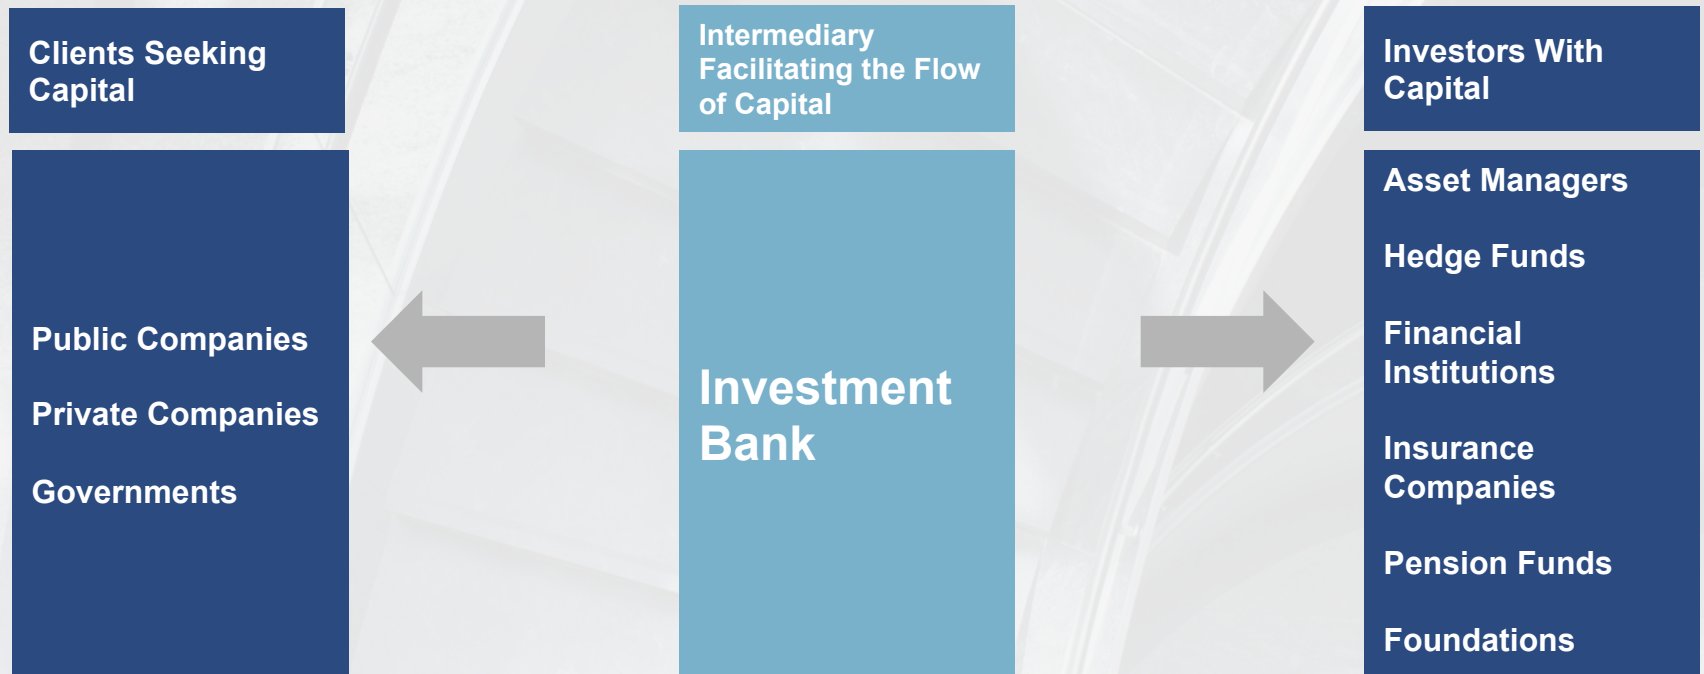 Clients Seeking
Capital
Intermediary
Facilitating the Flow
of Capital
Investors With
Capital
Public Companies
Private Companies
Governments
Investment
Bank
Asset Managers
Hedge Funds
Financial
Institutions
Insurance
Companies
Pension Funds
Foundations